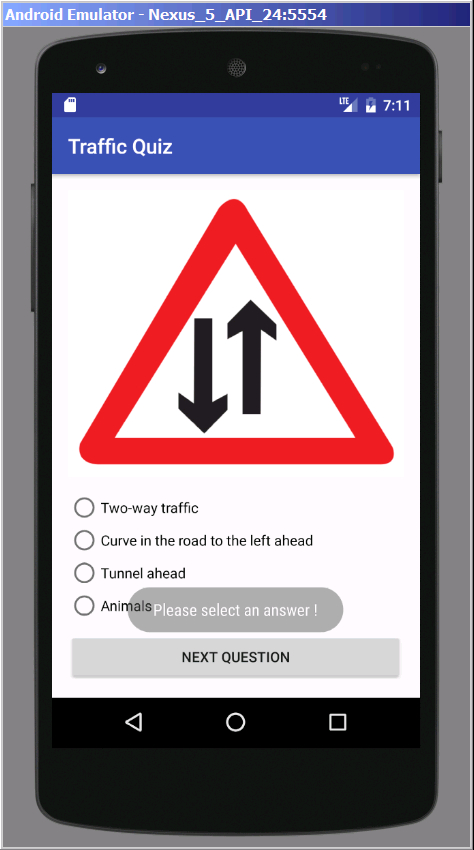 Android Emulator - Nexus_5_API_24:5554
LTE 7:11
Traffic Quiz
Two-way traffic
Curve in the road to the left ahead
Tunnel ahead
Animals
Please select an answer !
NEXT QUESTION